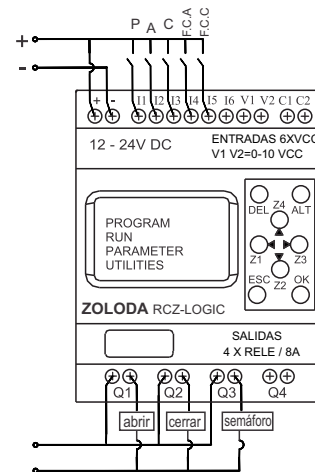 P A C F.C.A F.C.C
+
-
+ - I1 I2 I3 I4 I5 I6 V1 V2 C1 C2
12 - 24V DC
ENTRADAS 6XVCC
V1 V2=0-10 VCC
DEL Z4 ALT
PROGRAM
RUN
PARAMETER
UTILITIES
Z1 Z3
ESC Z2 OK
ZOLODA RCZ-LOGIC
SALIDAS
4 X RELE / 8A
Q1 Q2 Q3 Q4
abrir cerrar semáforo